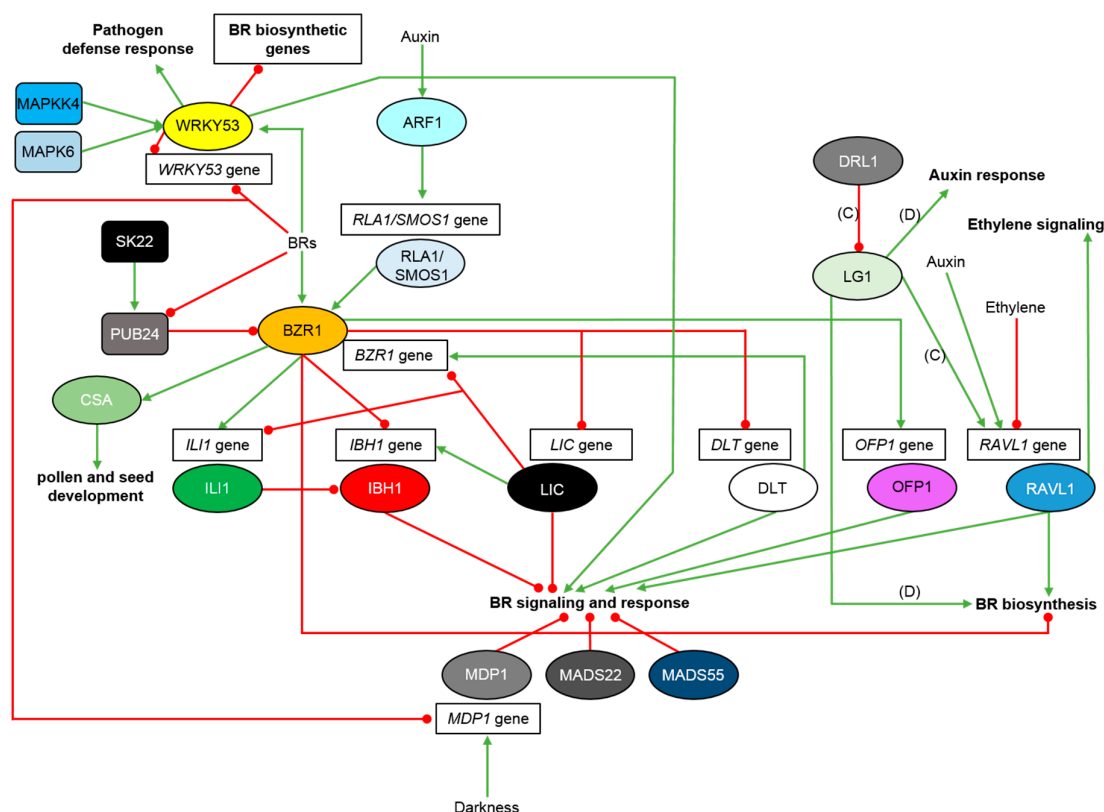 Pathogen
defense response
BR biosynthetic
genes
Auxin
MAPKK4
WRKY53
ARF1
MAPK6
WRKY53 gene
DRL1
(C)
(D)
Auxin response
RLA1/SMOS1 gene
Ethylene signaling
SK22
BRs
RLA1/
SMOS1
LG1
Auxin
Ethylene
PUB24
BZR1
BZR1 gene
(C)
CSA
ILI1 gene
IBH1 gene
LIC gene
DLT gene
OFP1 gene
RAVL1 gene
pollen and seed
development
ILI1
IBH1
LIC
DLT
OFP1
RAVL1
(D)
BR signaling and response
BR biosynthesis
MDP1
MADS22
MADS55
MDP1 gene
Darkness